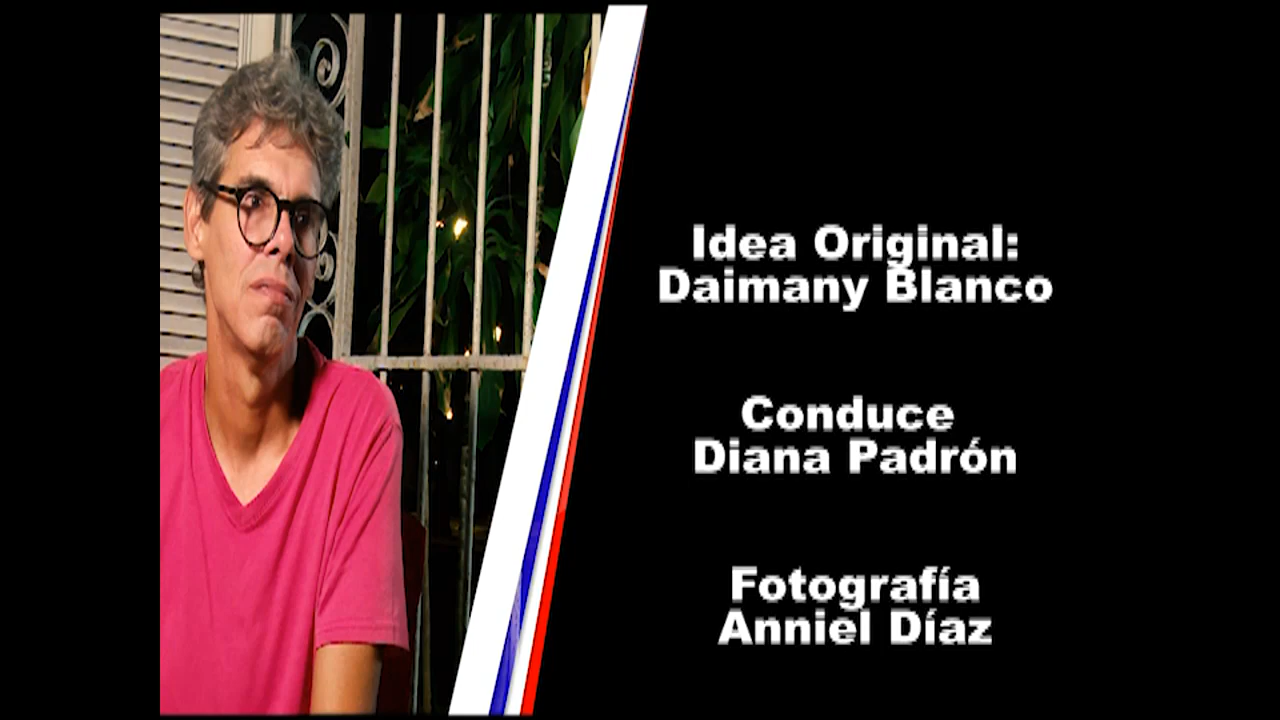 Idea Original:
Daimany Blanco
Conduce
Diana Padrón
Fotografía
Anniel Díaz